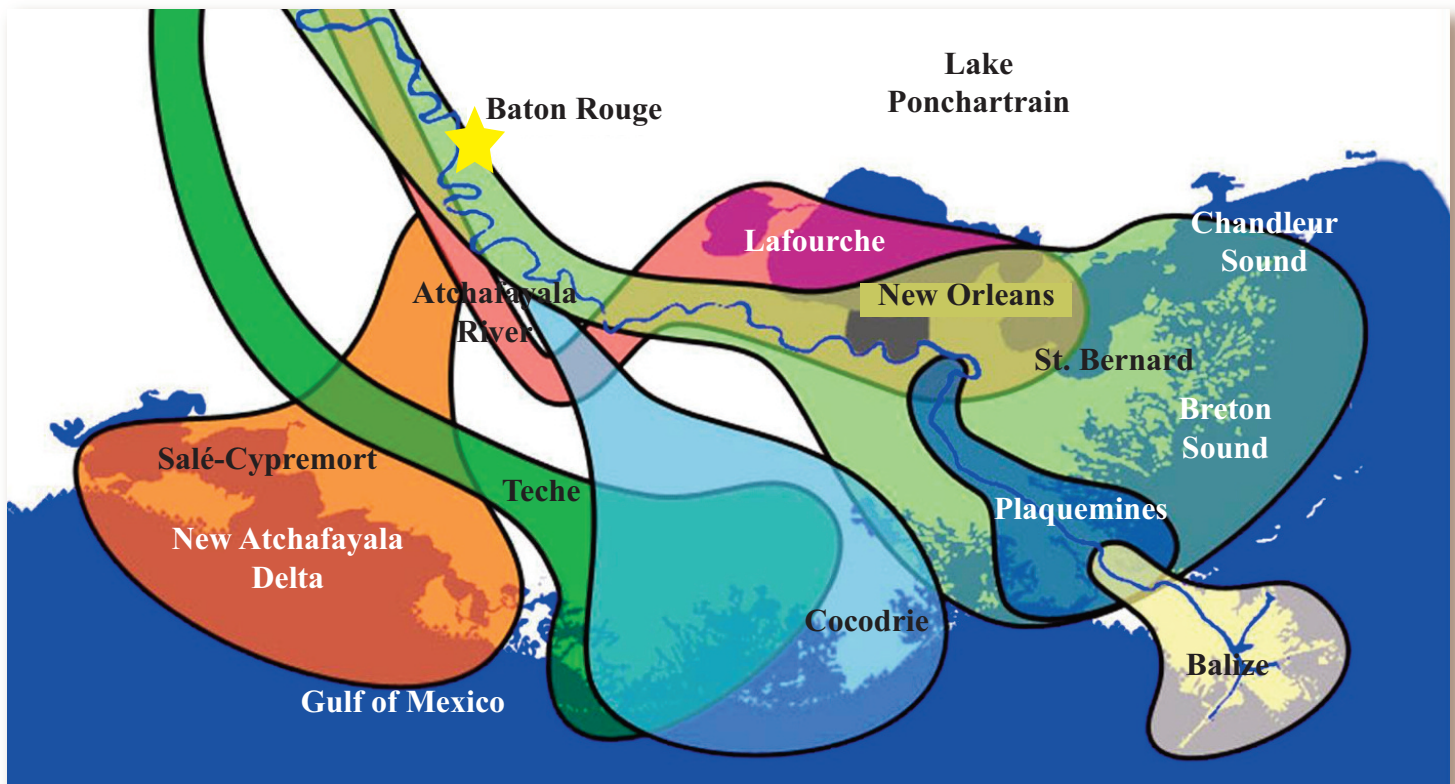 Lake
Ponchartrain
Baton Rouge
Chandleur
Sound
Lafourche
Atchafayala
River
New Orleans
St. Bernard
Breton
Sound
Salé-Cypremort
Teche
Plaquemines
New Atchafayala
Delta
Cocodrie
Balize
Gulf of Mexico